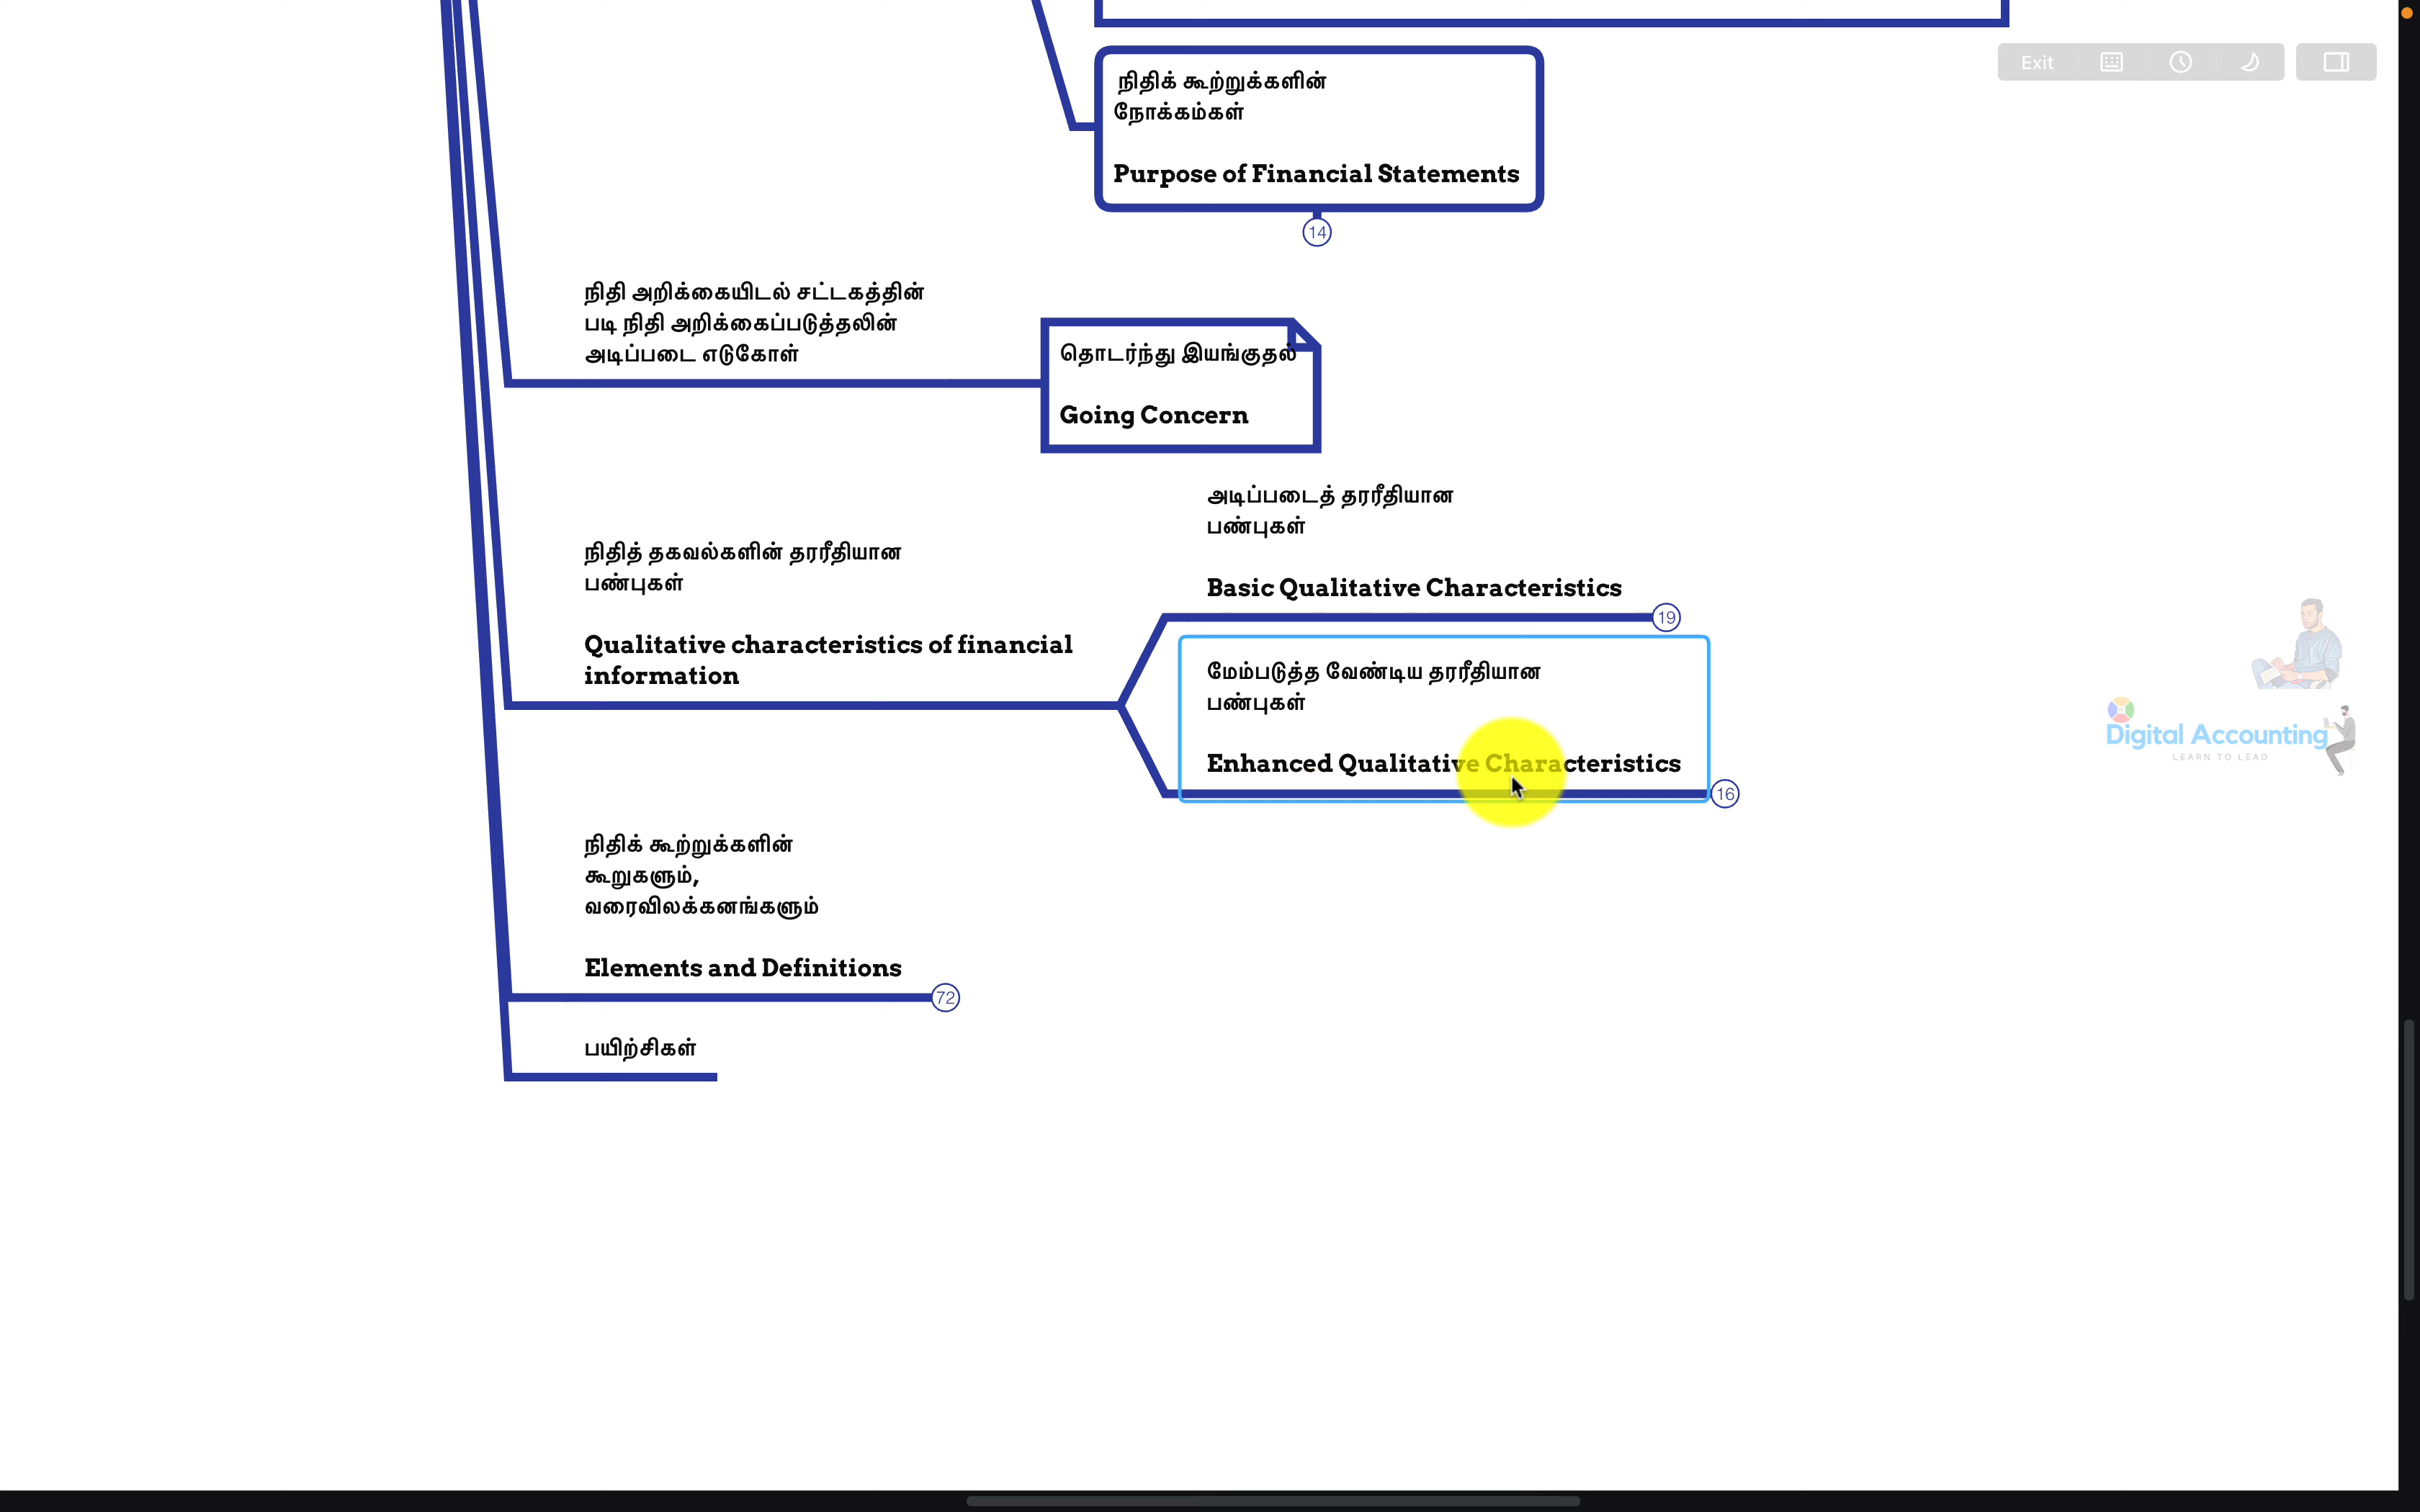 Exit
நிதிக் கூற்றுக்களின்
நோக்கம்கள்
Purpose of Financial Statements
14
நிதி அறிக்கையிடல் சட்டகத்தின்
படி நிதி அறிக்கைப்படுத்தலின்
அடிப்படை எடுகோள்
தொடர்ந்து இயங்குதல்
Going Concern
அடிப்படைத் தரரீதியான
பண்புகள்
Basic Qualitative Characteristics
19
நிதித் தகவல்களின் தரரீதியான
பண்புகள்
Qualitative characteristics of financial
information
மேம்படுத்த வேண்டிய தரரீதியான
பண்புகள்
Enhanced Qualitative Characteristics
16
Digital Accounting
LEARN TO LEAD
நிதிக் கூற்றுக்களின்
கூறுகளும்,
வரைவிலக்கனங்களும்
Elements and Definitions
72
பயிற்சிகள்